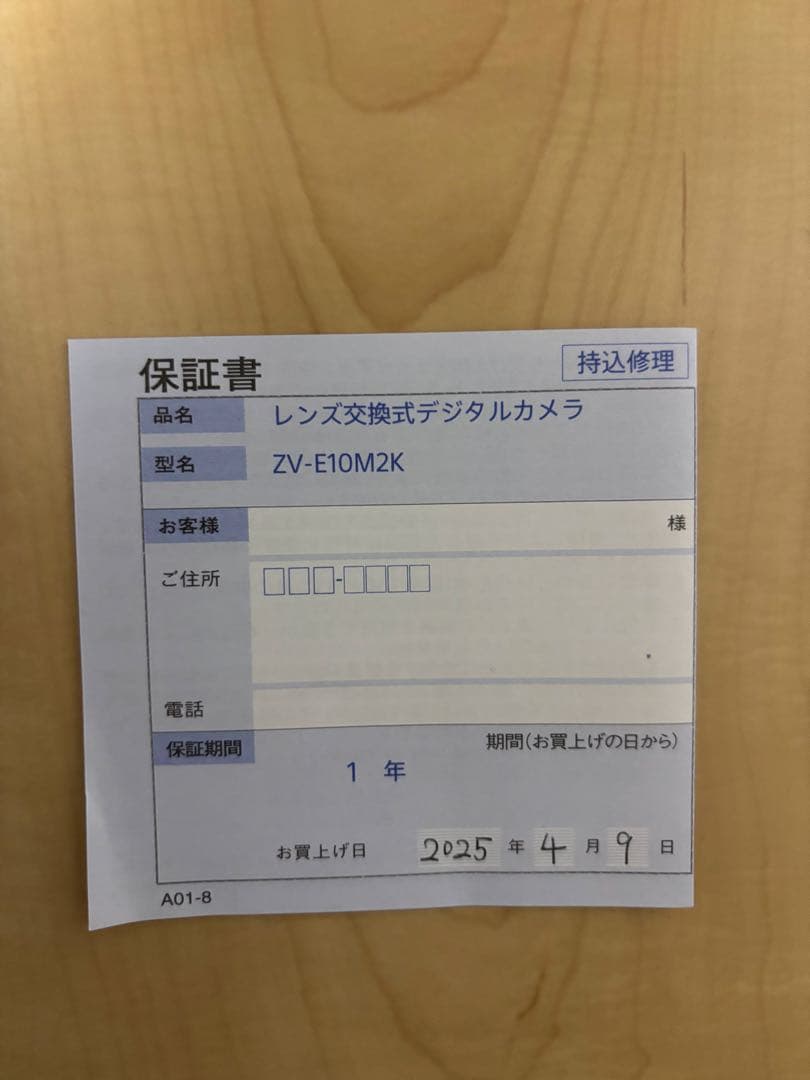 保証書
持込修理
品名 レンズ交換式デジタルカメラ
型名 ZV-E10M2K
お客様 様
ご住所 □□□-□□□□
電話
保証期間 期間(お買上げの日から)
1 年
お買上げ日 2025 年 4 月 9 日
A01-8